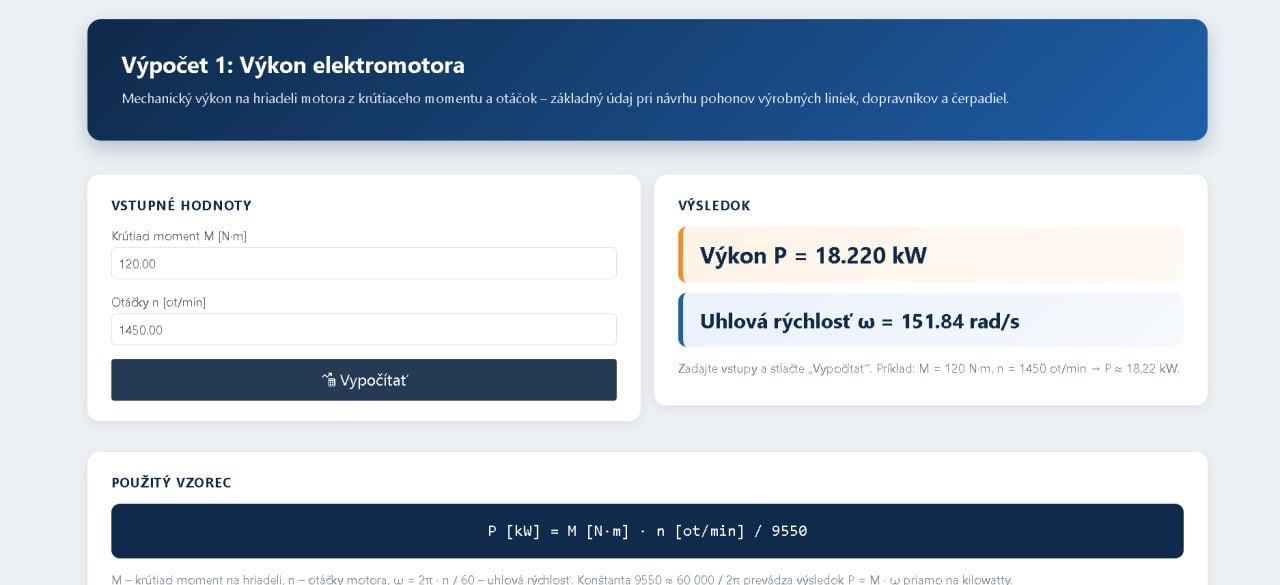 Výpočet 1: Výkon elektromotora
Mechanický výkon na hriadeli motora z krútiaceho momentu a otáčok – základný údaj pri návrhu pohonov výrobných liniek, dopravníkov a čerpadiel.
VSTUPNÉ HODNOTY
Krútiaci moment M [N·m]
120.00
Otáčky n [ot/min]
1450.00
Vypočítať
VÝSLEDOK
Výkon P = 18.220 kW
Uhlová rýchlosť ω = 151.84 rad/s
Zadajte vstupy a stlačte „Vypočítať“. Príklad: M = 120 N·m, n = 1450 ot/min → P ≈ 18,22 kW.
POUŽITÝ VZOREC
P [kW] = M [N·m] · n [ot/min] / 9550
M – krútiaci moment na hriadeli, n – otáčky motora, ω = 2π · n / 60 – uhlová rýchlosť. Konštanta 9550 ≈ 60 000 / 2π prevádza výsledok P = M · ω priamo na kilowatty.